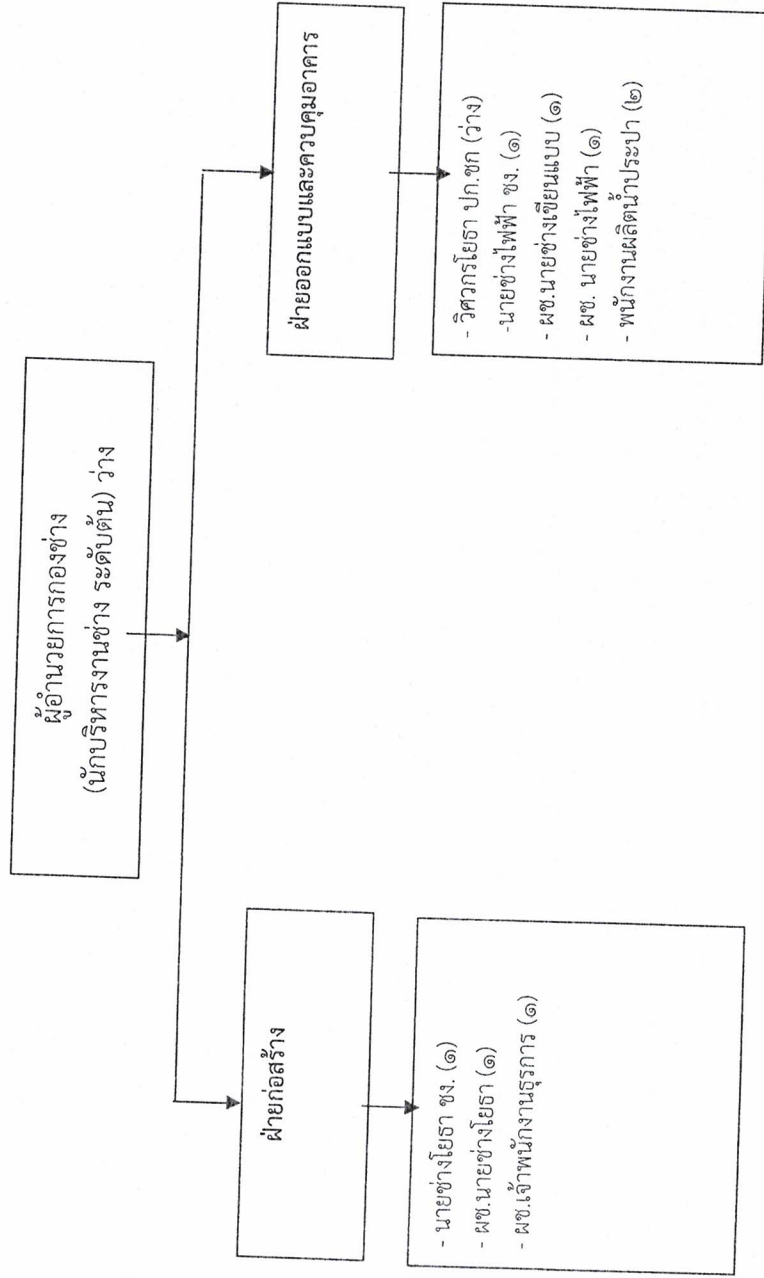 ผู้อำนวยการกองช่าง
(นักบริหารงานช่าง ระดับต้น) ว่าง
ฝ่ายก่อสร้าง
- นายช่างโยธา ชง. (๑)
- ผช.นายช่างโยธา (๑)
- ผช.เจ้าพนักงานธุรการ (๑)
ฝ่ายออกแบบและควบคุมอาคาร
- วิศวกรโยธา ปก.ชก (ว่าง)
-นายช่างไฟฟ้า ชง. (๑)
- ผช.นายช่างเขียนแบบ (๑)
- ผช. นายช่างไฟฟ้า (๑)
- พนักงานผลิตน้ำประปา (๒)